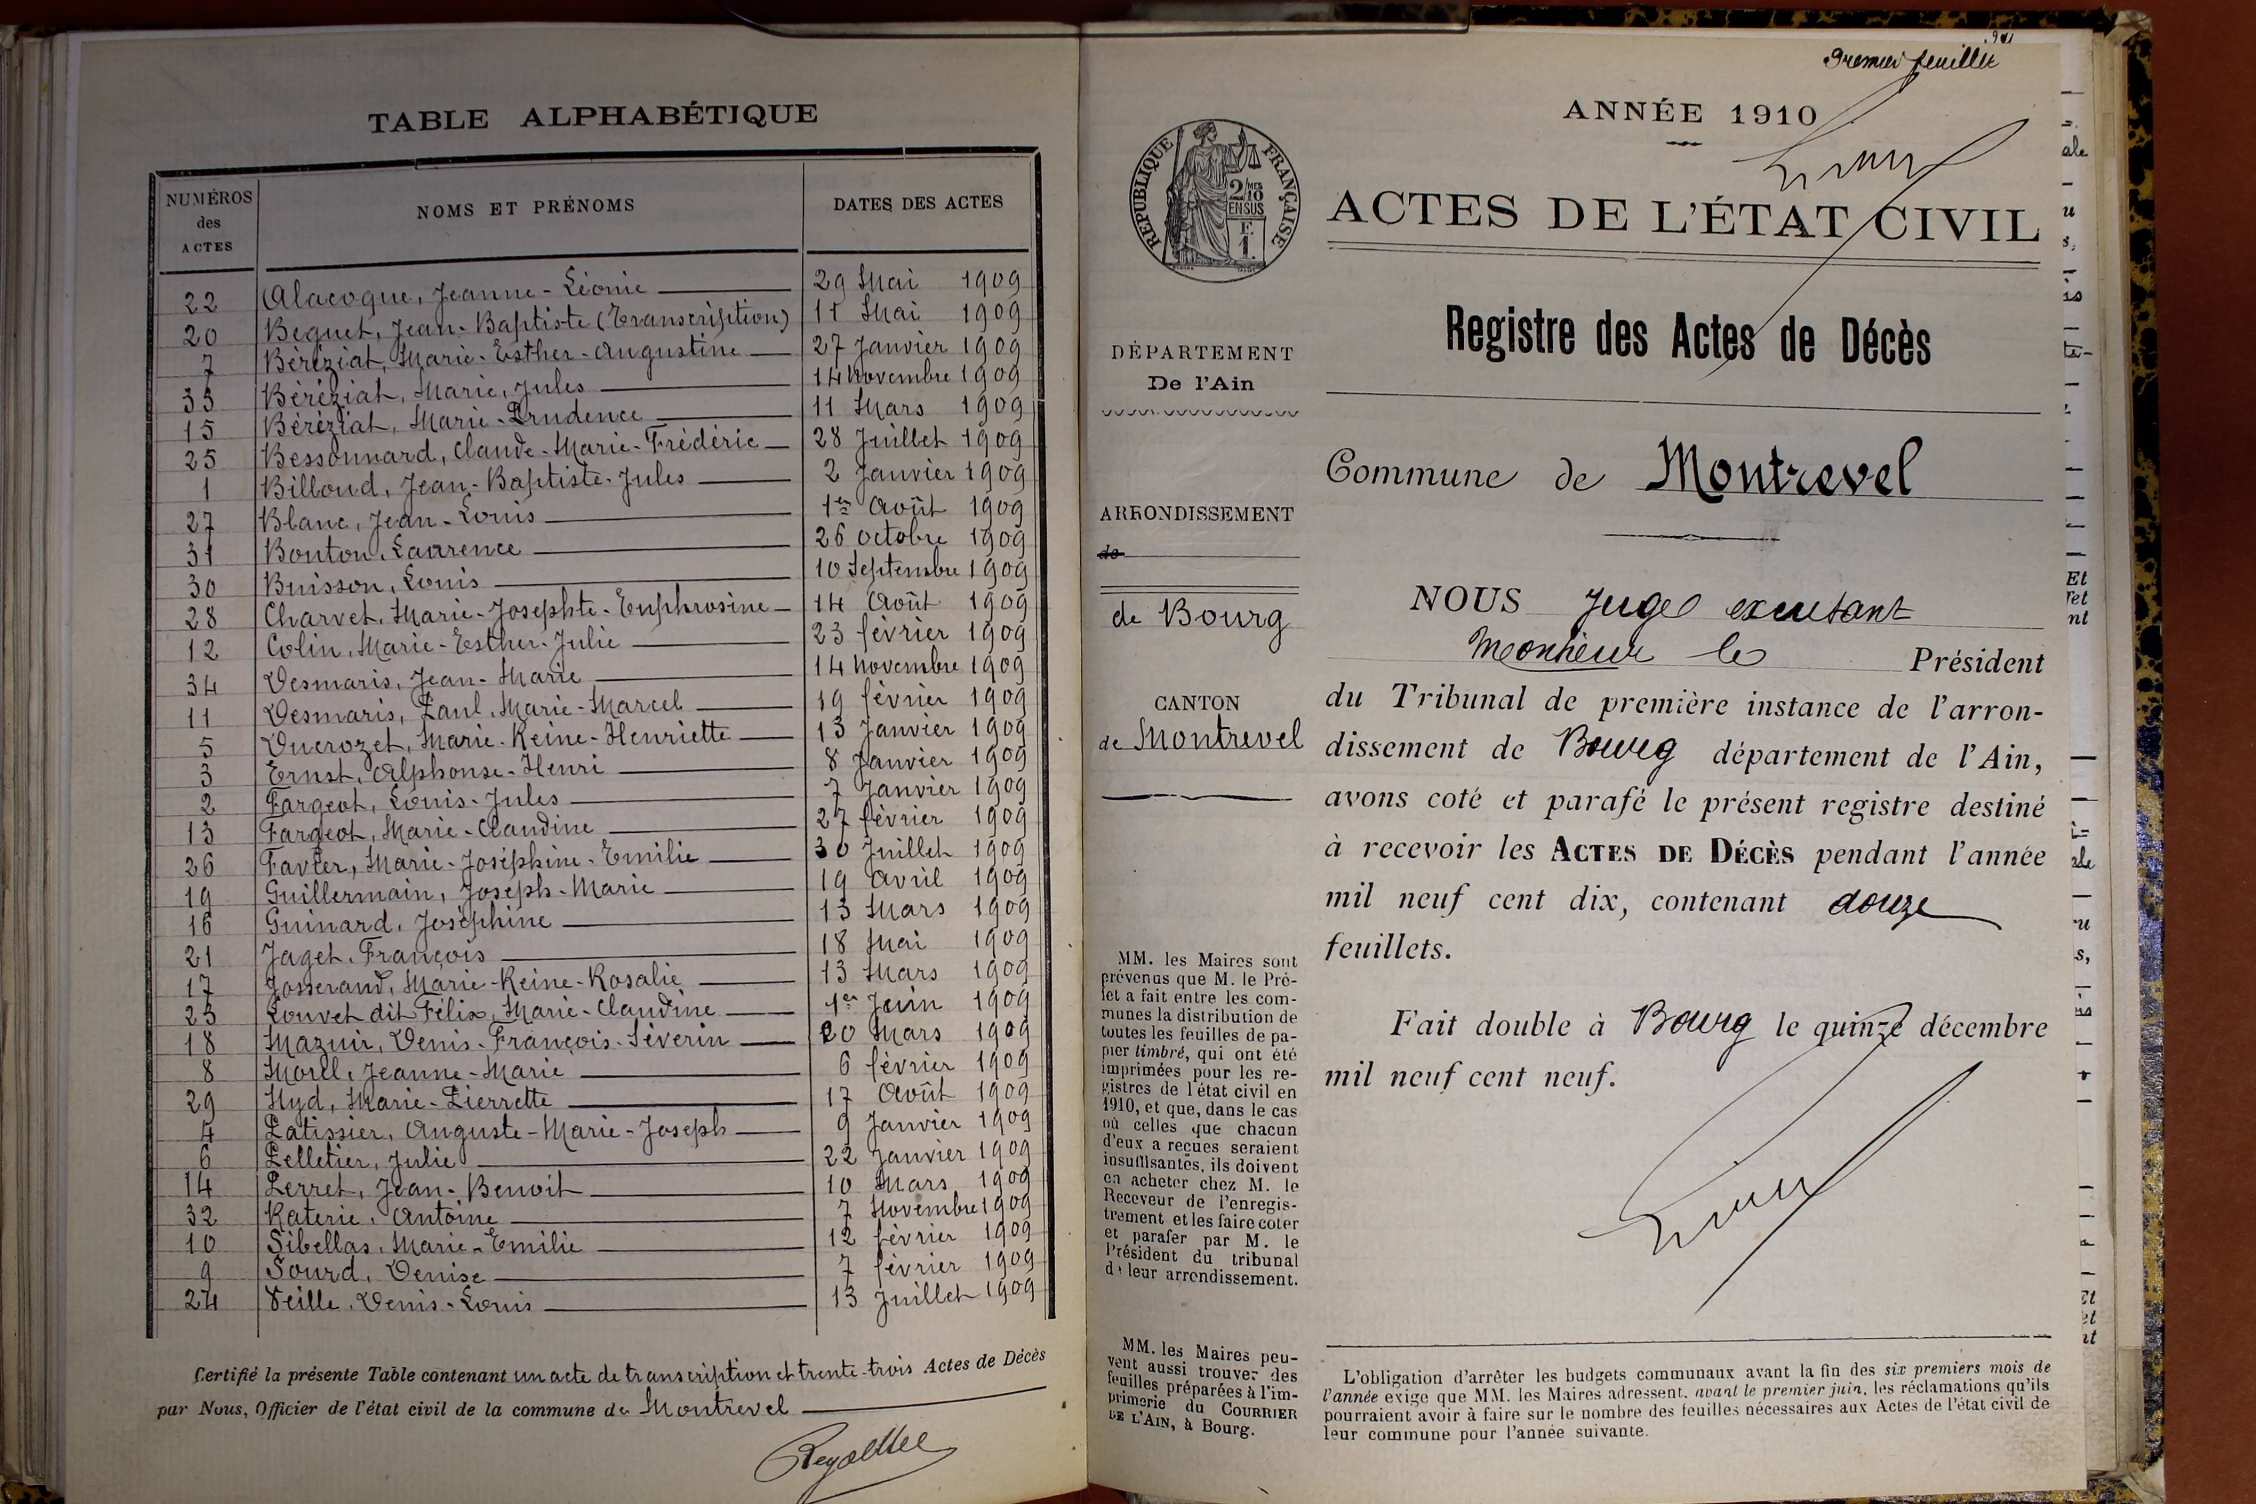 TABLE ALPHABÉTIQUE
NUMÉROS des ACTES NOMS ET PRÉNOMS DATES DES ACTES
22 Alacoque, Jeanne-Léonie 29 Mai 1909
20 Beguet, Jean-Baptiste (Transcription) 11 Mai 1909
7 Béréziat, Marie-Esther-Augustine 27 Janvier 1909
33 Béréziat, Marie, Jules 14 Novembre 1909
15 Béréziat, Marie-Prudence 11 Mars 1909
25 Bessonnard, Claude-Marie-Frédéric 28 Juillet 1909
1 Billoud, Jean-Baptiste-Jules 2 Janvier 1909
27 Blanc, Jean-Louis 1er Août 1909
31 Bonton, Laurence 26 octobre 1909
30 Buisson, Louis 10 Septembre 1909
28 Charvet, Marie-Josephte-Euphrosine 14 Août 1909
12 Colin, Marie-Esther-Julie 23 février 1909
34 Desmaris, Jean-Marie 14 Novembre 1909
11 Desmaris, Paul, Marie-Marcel 19 février 1909
5 Ducrozet, Marie-Reine-Henriette 13 Janvier 1909
3 Ernst, Alphonse-Henri 8 Janvier 1909
2 Fargeot, Louis-Jules 7 Janvier 1909
13 Fargeot, Marie-Claudine 27 février 1909
26 Favier, Marie-Joséphine-Emilie 30 Juillet 1909
19 Guillermain, Joseph-Marie 19 Avril 1909
16 Guinard, Joséphine 13 Mars 1909
21 Jaget, François 18 Mai 1909
17 Josserand, Marie-Reine-Rosalie 13 Mars 1909
23 Louvet dit Félix, Marie-Claudine 1er Juin 1909
18 Mazuir, Denis-François-Séverin 20 Mars 1909
8 Morel, Jeanne-Marie 6 février 1909
29 Myd, Marie-Pierrette 17 Août 1909
4 Patissier, Auguste-Marie-Joseph 9 Janvier 1909
6 Pelletier, Julie 22 Janvier 1909
14 Perret, Jean-Benoit 10 Mars 1909
32 Raterie, Antoine 7 Novembre 1909
10 Sibellas, Marie-Emilie 12 février 1909
9 Sourd, Denise 7 février 1909
24 Veille, Denis-Louis 13 Juillet 1909
Certifié la présente Table contenant un acte de transcription et trente-trois Actes de Décès
par Nous, Officier de l'état civil de la commune de Montrevel
Premier feuillet
ANNÉE 1910
RÉPUBLIQUE FRANÇAISE
2/10 MES
EN SUS
F.
1.
ACTES DE L'ÉTAT CIVIL
Registre des Actes de Décès
DÉPARTEMENT
De l'Ain
Commune de Montrevel
ARRONDISSEMENT
de
de Bourg
CANTON
de Montrevel
NOUS Juge excusant
Monsieur le Président
du Tribunal de première instance de l'arron-
dissement de Bourg département de l'Ain,
avons coté et parafé le présent registre destiné
à recevoir les ACTES DE DÉCÈS pendant l'année
mil neuf cent dix, contenant douze
feuillets.
Fait double à Bourg le quinze décembre
mil neuf cent neuf.
MM. les Maires sont
prévenus que M. le Pré-
fet a fait entre les com-
munes la distribution de
toutes les feuilles de pa-
pier timbré, qui ont été
imprimées pour les re-
gistres de l'état civil en
1910, et que, dans le cas
où celles que chacun
d'eux a reçues seraient
insuffisantes, ils doivent
en acheter chez M. le
Receveur de l'enregis-
trement et les faire coter
et parafer par M. le
Président du tribunal
de leur arrondissement.
MM. les Maires peu-
vent aussi trouver des
feuilles préparées à l'im-
primerie du COURRIER
DE L'AIN, à Bourg.
L'obligation d'arrêter les budgets communaux avant la fin des six premiers mois de
l'année exige que MM. les Maires adressent, avant le premier juin, les réclamations qu'ils
pourraient avoir à faire sur le nombre des feuilles nécessaires aux Actes de l'état civil de
leur commune pour l'année suivante.